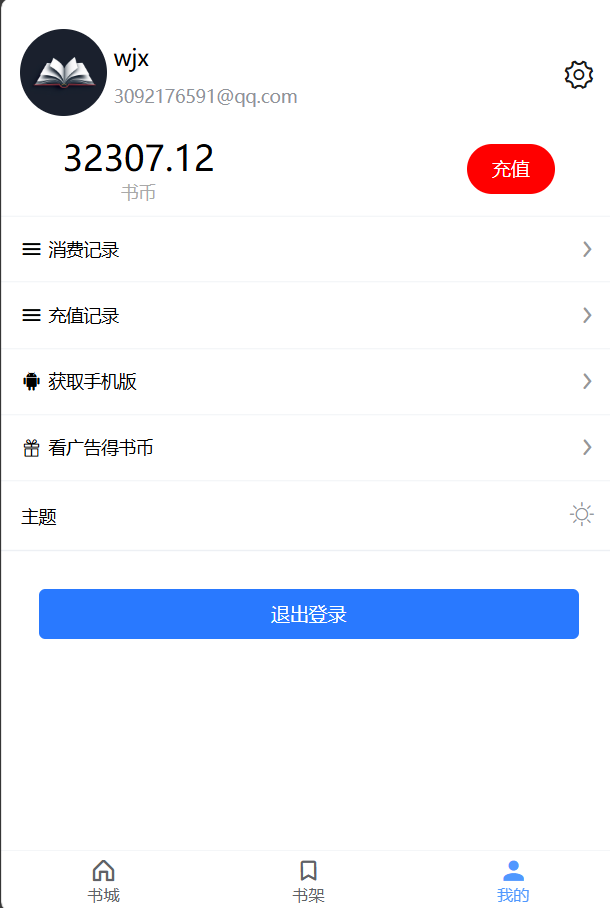 wjx
3092176591@qq.com
32307.12
书币
充值
消费记录
充值记录
获取手机版
看广告得书币
主题
退出登录
书城
书架
我的